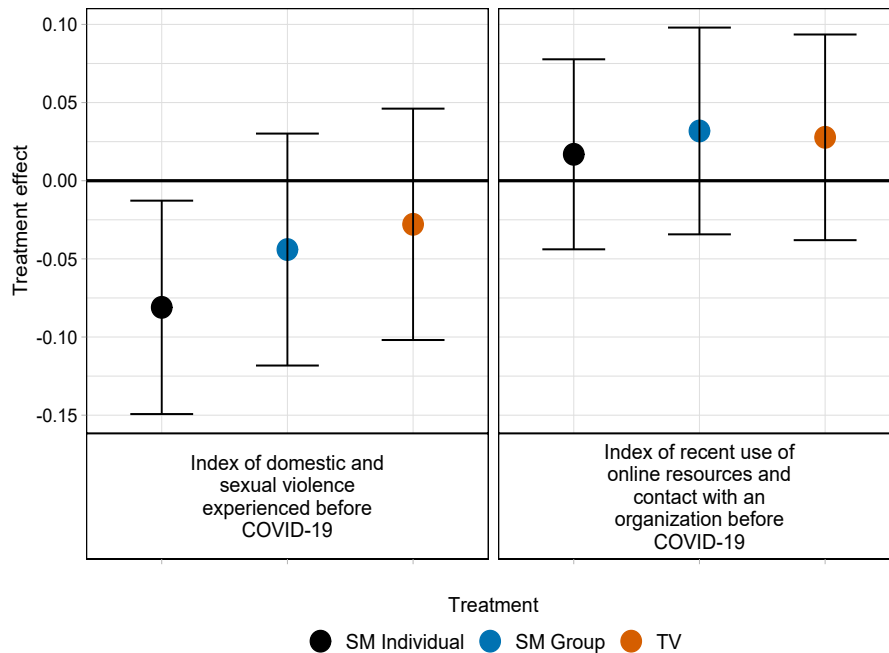 Treatment effect
0.10
0.05
0.00
-0.05
-0.10
-0.15
Index of domestic and
sexual violence
experienced before
COVID-19
Index of recent use of
online resources and
contact with an
organization before
COVID-19
Treatment
SM Individual
SM Group
TV